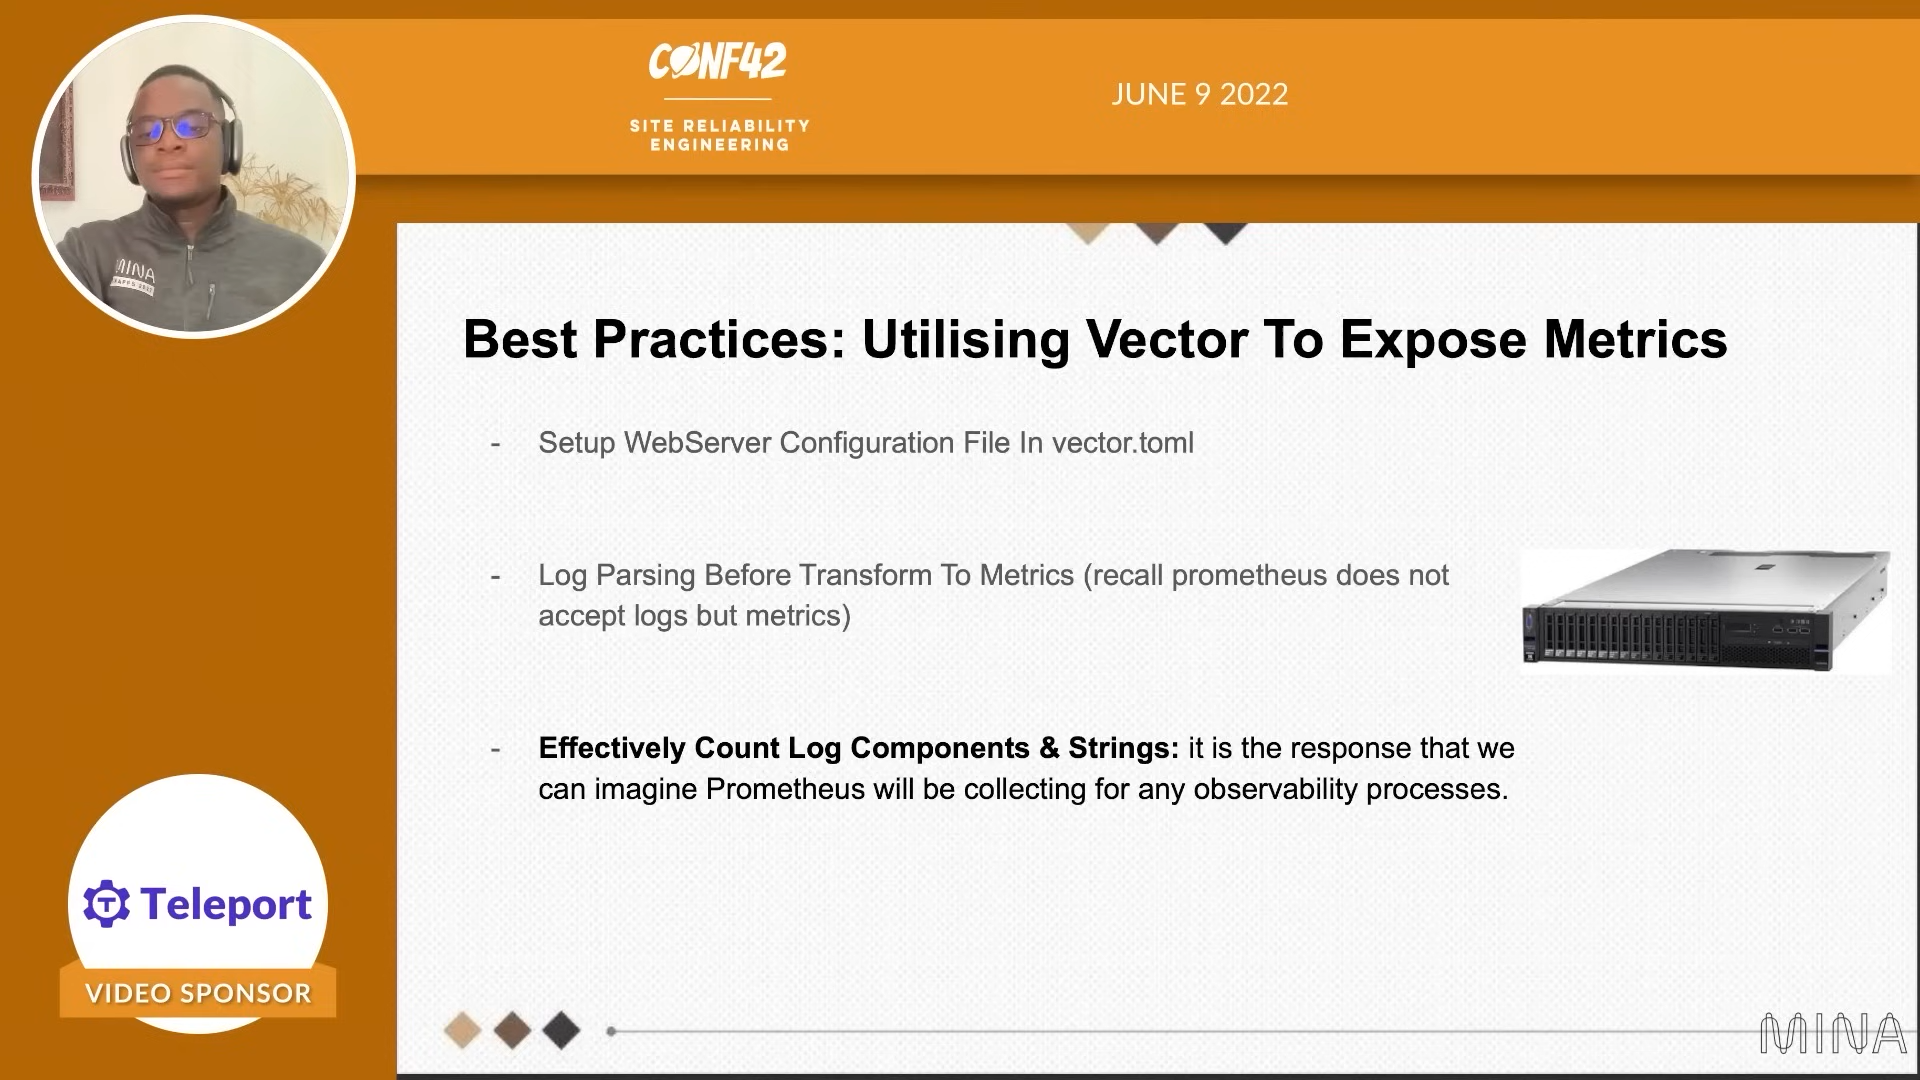 CONF42
SITE RELIABILITY
ENGINEERING
JUNE 9 2022
MINA
Best Practices: Utilising Vector To Expose Metrics
- Setup WebServer Configuration File In vector.toml
- Log Parsing Before Transform To Metrics (recall prometheus does not
accept logs but metrics)
- Effectively Count Log Components & Strings: it is the response that we
can imagine Prometheus will be collecting for any observability processes.
Teleport
VIDEO SPONSOR
MINA